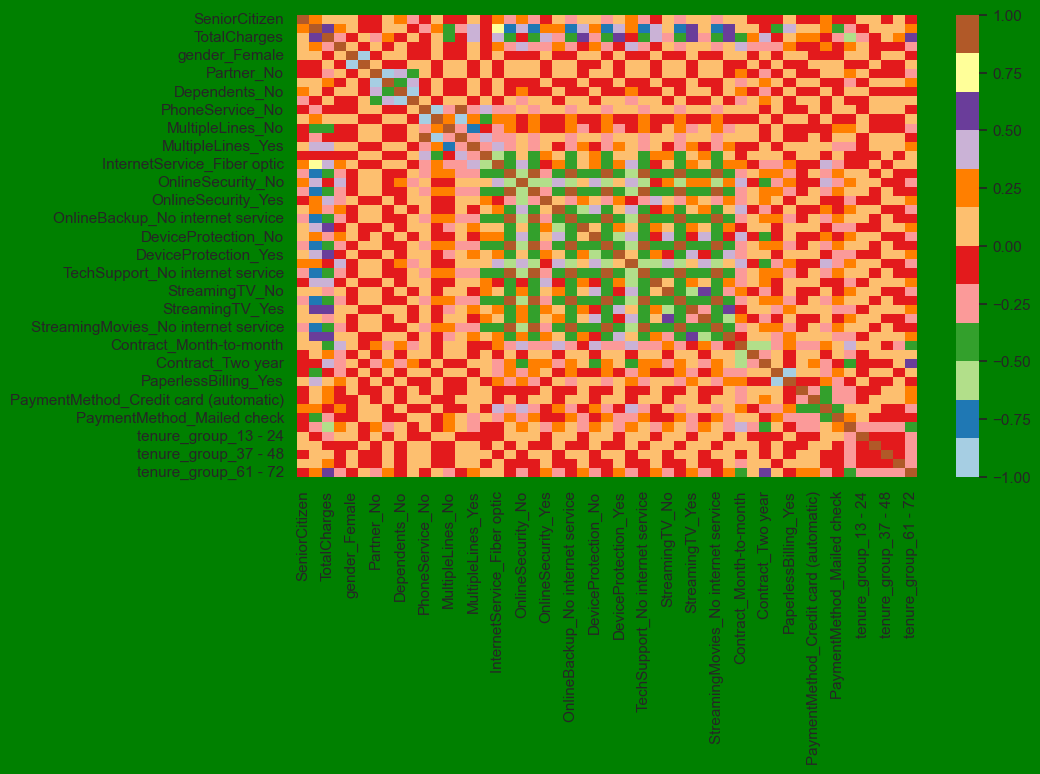 SeniorCitizen
TotalCharges
gender_Female
Partner_No
Dependents_No
PhoneService_No
MultipleLines_No
MultipleLines_Yes
InternetService_Fiber optic
OnlineSecurity_No
OnlineSecurity_Yes
OnlineBackup_No internet service
DeviceProtection_No
DeviceProtection_Yes
TechSupport_No internet service
StreamingTV_No
StreamingTV_Yes
StreamingMovies_No internet service
Contract_Month-to-month
Contract_Two year
PaperlessBilling_Yes
PaymentMethod_Credit card (automatic)
PaymentMethod_Mailed check
tenure_group_13 - 24
tenure_group_37 - 48
tenure_group_61 - 72
SeniorCitizen
TotalCharges
gender_Female
Partner_No
Dependents_No
PhoneService_No
MultipleLines_No
MultipleLines_Yes
InternetService_Fiber optic
OnlineSecurity_No
OnlineSecurity_Yes
OnlineBackup_No internet service
DeviceProtection_No
DeviceProtection_Yes
TechSupport_No internet service
StreamingTV_No
StreamingTV_Yes
StreamingMovies_No internet service
Contract_Month-to-month
Contract_Two year
PaperlessBilling_Yes
PaymentMethod_Credit card (automatic)
PaymentMethod_Mailed check
tenure_group_13 - 24
tenure_group_37 - 48
tenure_group_61 - 72
1.00
0.75
0.50
0.25
0.00
−0.25
−0.50
−0.75
−1.00